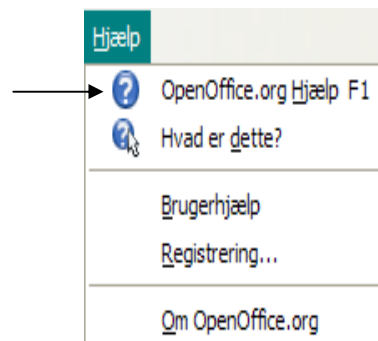 Hjælp
OpenOffice.org Hjælp F1
Hvad er dette?
Brugerhjælp
Registrering...
Om OpenOffice.org